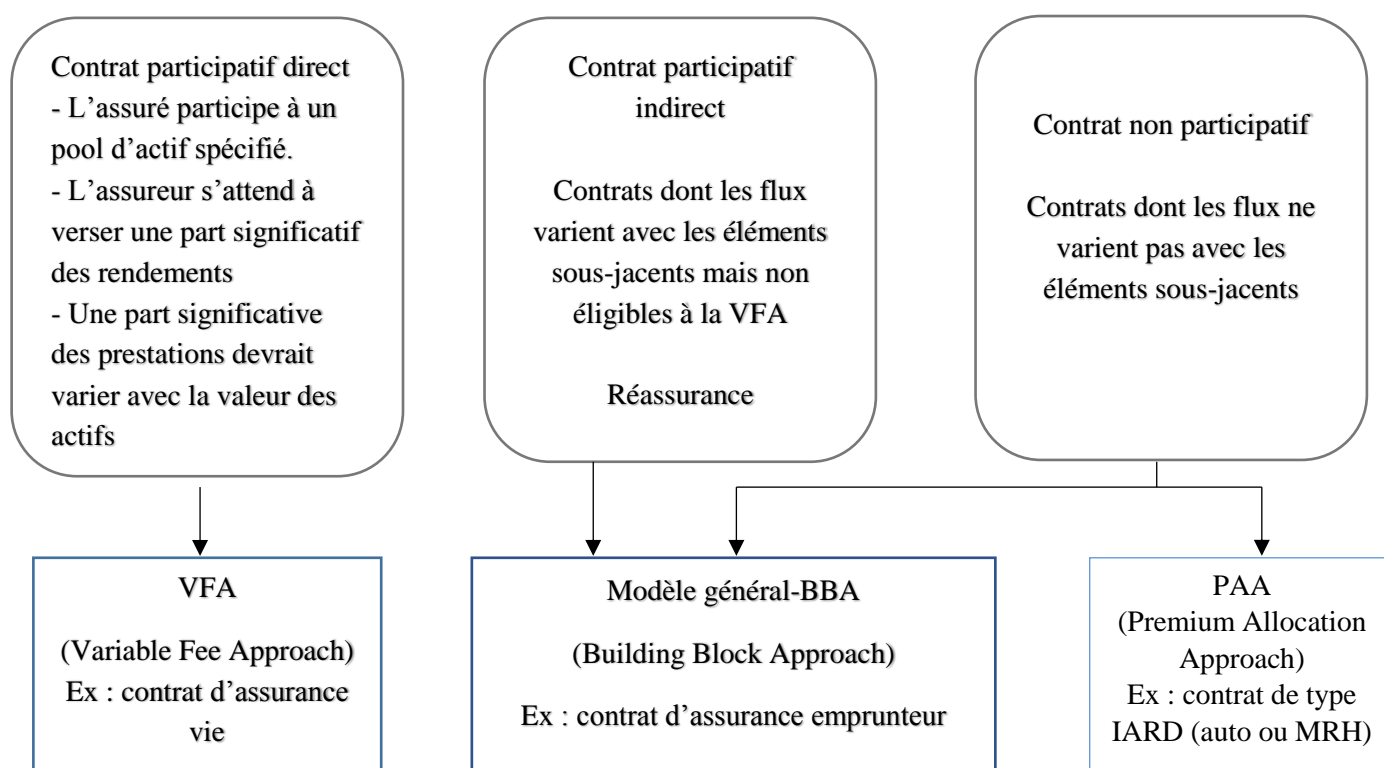 Contrat participatif direct
- L’assuré participe à un
pool d’actif spécifié.
- L’assureur s’attend à
verser une part significatif
des rendements
- Une part significative
des prestations devrait
varier avec la valeur des
actifs
Contrat participatif
indirect
Contrats dont les flux
varient avec les éléments
sous-jacents mais non
éligibles à la VFA
Réassurance
Contrat non participatif
Contrats dont les flux ne
varient pas avec les
éléments sous-jacents
VFA
(Variable Fee Approach)
Ex : contrat d’assurance
vie
Modèle général-BBA
(Building Block Approach)
Ex : contrat d’assurance emprunteur
PAA
(Premium Allocation
Approach)
Ex : contrat de type
IARD (auto ou MRH)